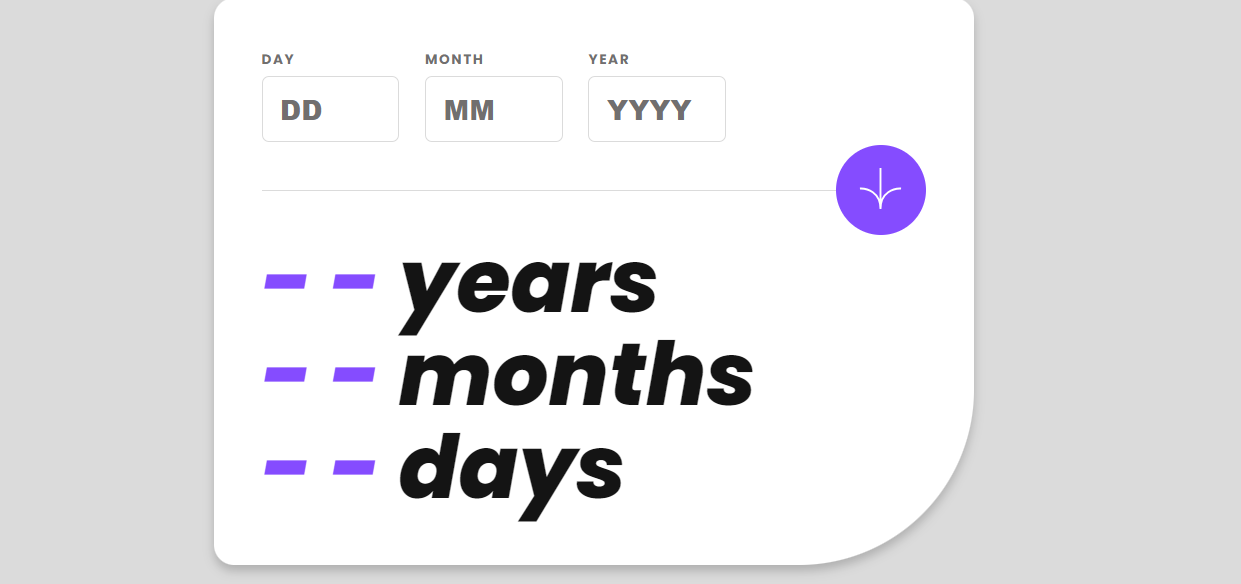 DAY MONTH YEAR
DD MM YYYY
- - years
- - months
- - days